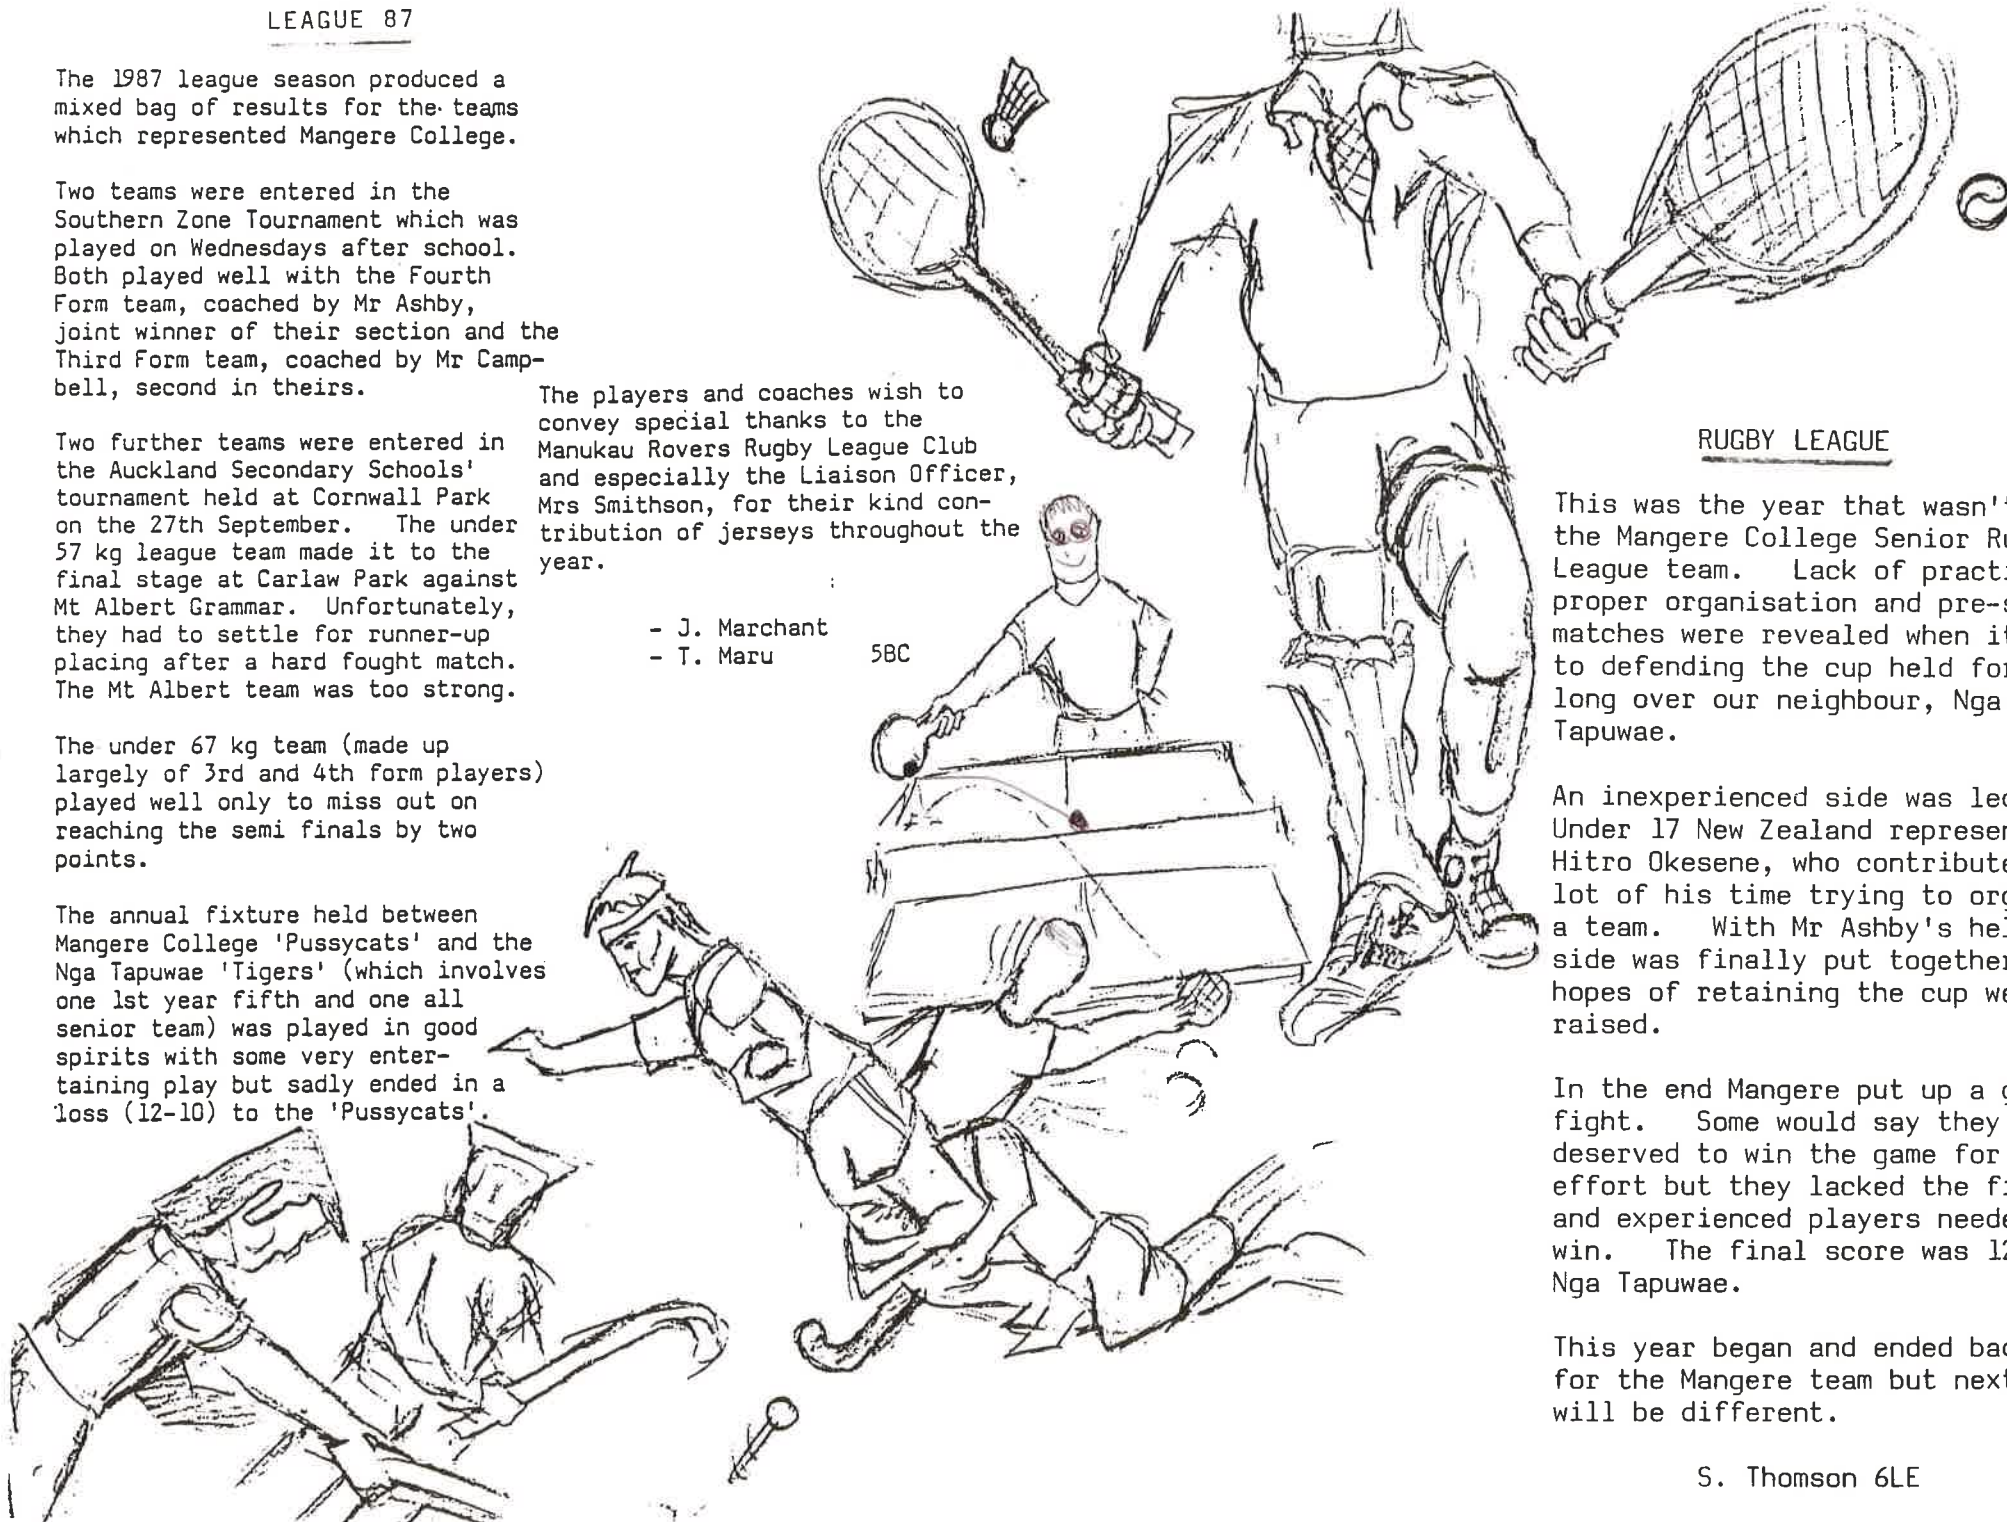 LEAGUE 87
The 1987 league season produced a
mixed bag of results for the teams
which represented Mangere College.
Two teams were entered in the
Southern Zone Tournament which was
played on Wednesdays after school.
Both played well with the Fourth
Form team, coached by Mr Ashby,
joint winner of their section and the
Third Form team, coached by Mr Camp-
bell, second in theirs.
Two further teams were entered in
the Auckland Secondary Schools'
tournament held at Cornwall Park
on the 27th September. The under
57 kg league team made it to the
final stage at Carlaw Park against
Mt Albert Grammar. Unfortunately,
they had to settle for runner-up
placing after a hard fought match.
The Mt Albert team was too strong.
The under 67 kg team (made up
largely of 3rd and 4th form players)
played well only to miss out on
reaching the semi finals by two
points.
The annual fixture held between
Mangere College 'Pussycats' and the
Nga Tapuwae 'Tigers' (which involves
one 1st year fifth and one all
senior team) was played in good
spirits with some very enter-
taining play but sadly ended in a
loss (12-10) to the 'Pussycats'.
The players and coaches wish to
convey special thanks to the
Manukau Rovers Rugby League Club
and especially the Liaison Officer,
Mrs Smithson, for their kind con-
tribution of jerseys throughout the
year.
- J. Marchant
- T. Maru 5BC
RUGBY LEAGUE
This was the year that
the Mangere College Senior
League team. Lack of
proper organisation and
matches were revealed when
to defending the cup held
long over our neighbour, Nga
Tapuwae.
An inexperienced side was
Under 17 New Zealand
Hitro Okesene, who
lot of his time trying to
a team. With Mr Ashby's
side was finally put together
hopes of retaining the cup
raised.
In the end Mangere put up a
fight. Some would say they
deserved to win the game for
effort but they lacked the
and experienced players
win. The final score was
Nga Tapuwae.
This year began and ended
for the Mangere team but next
will be different.
S. Thomson 6LE